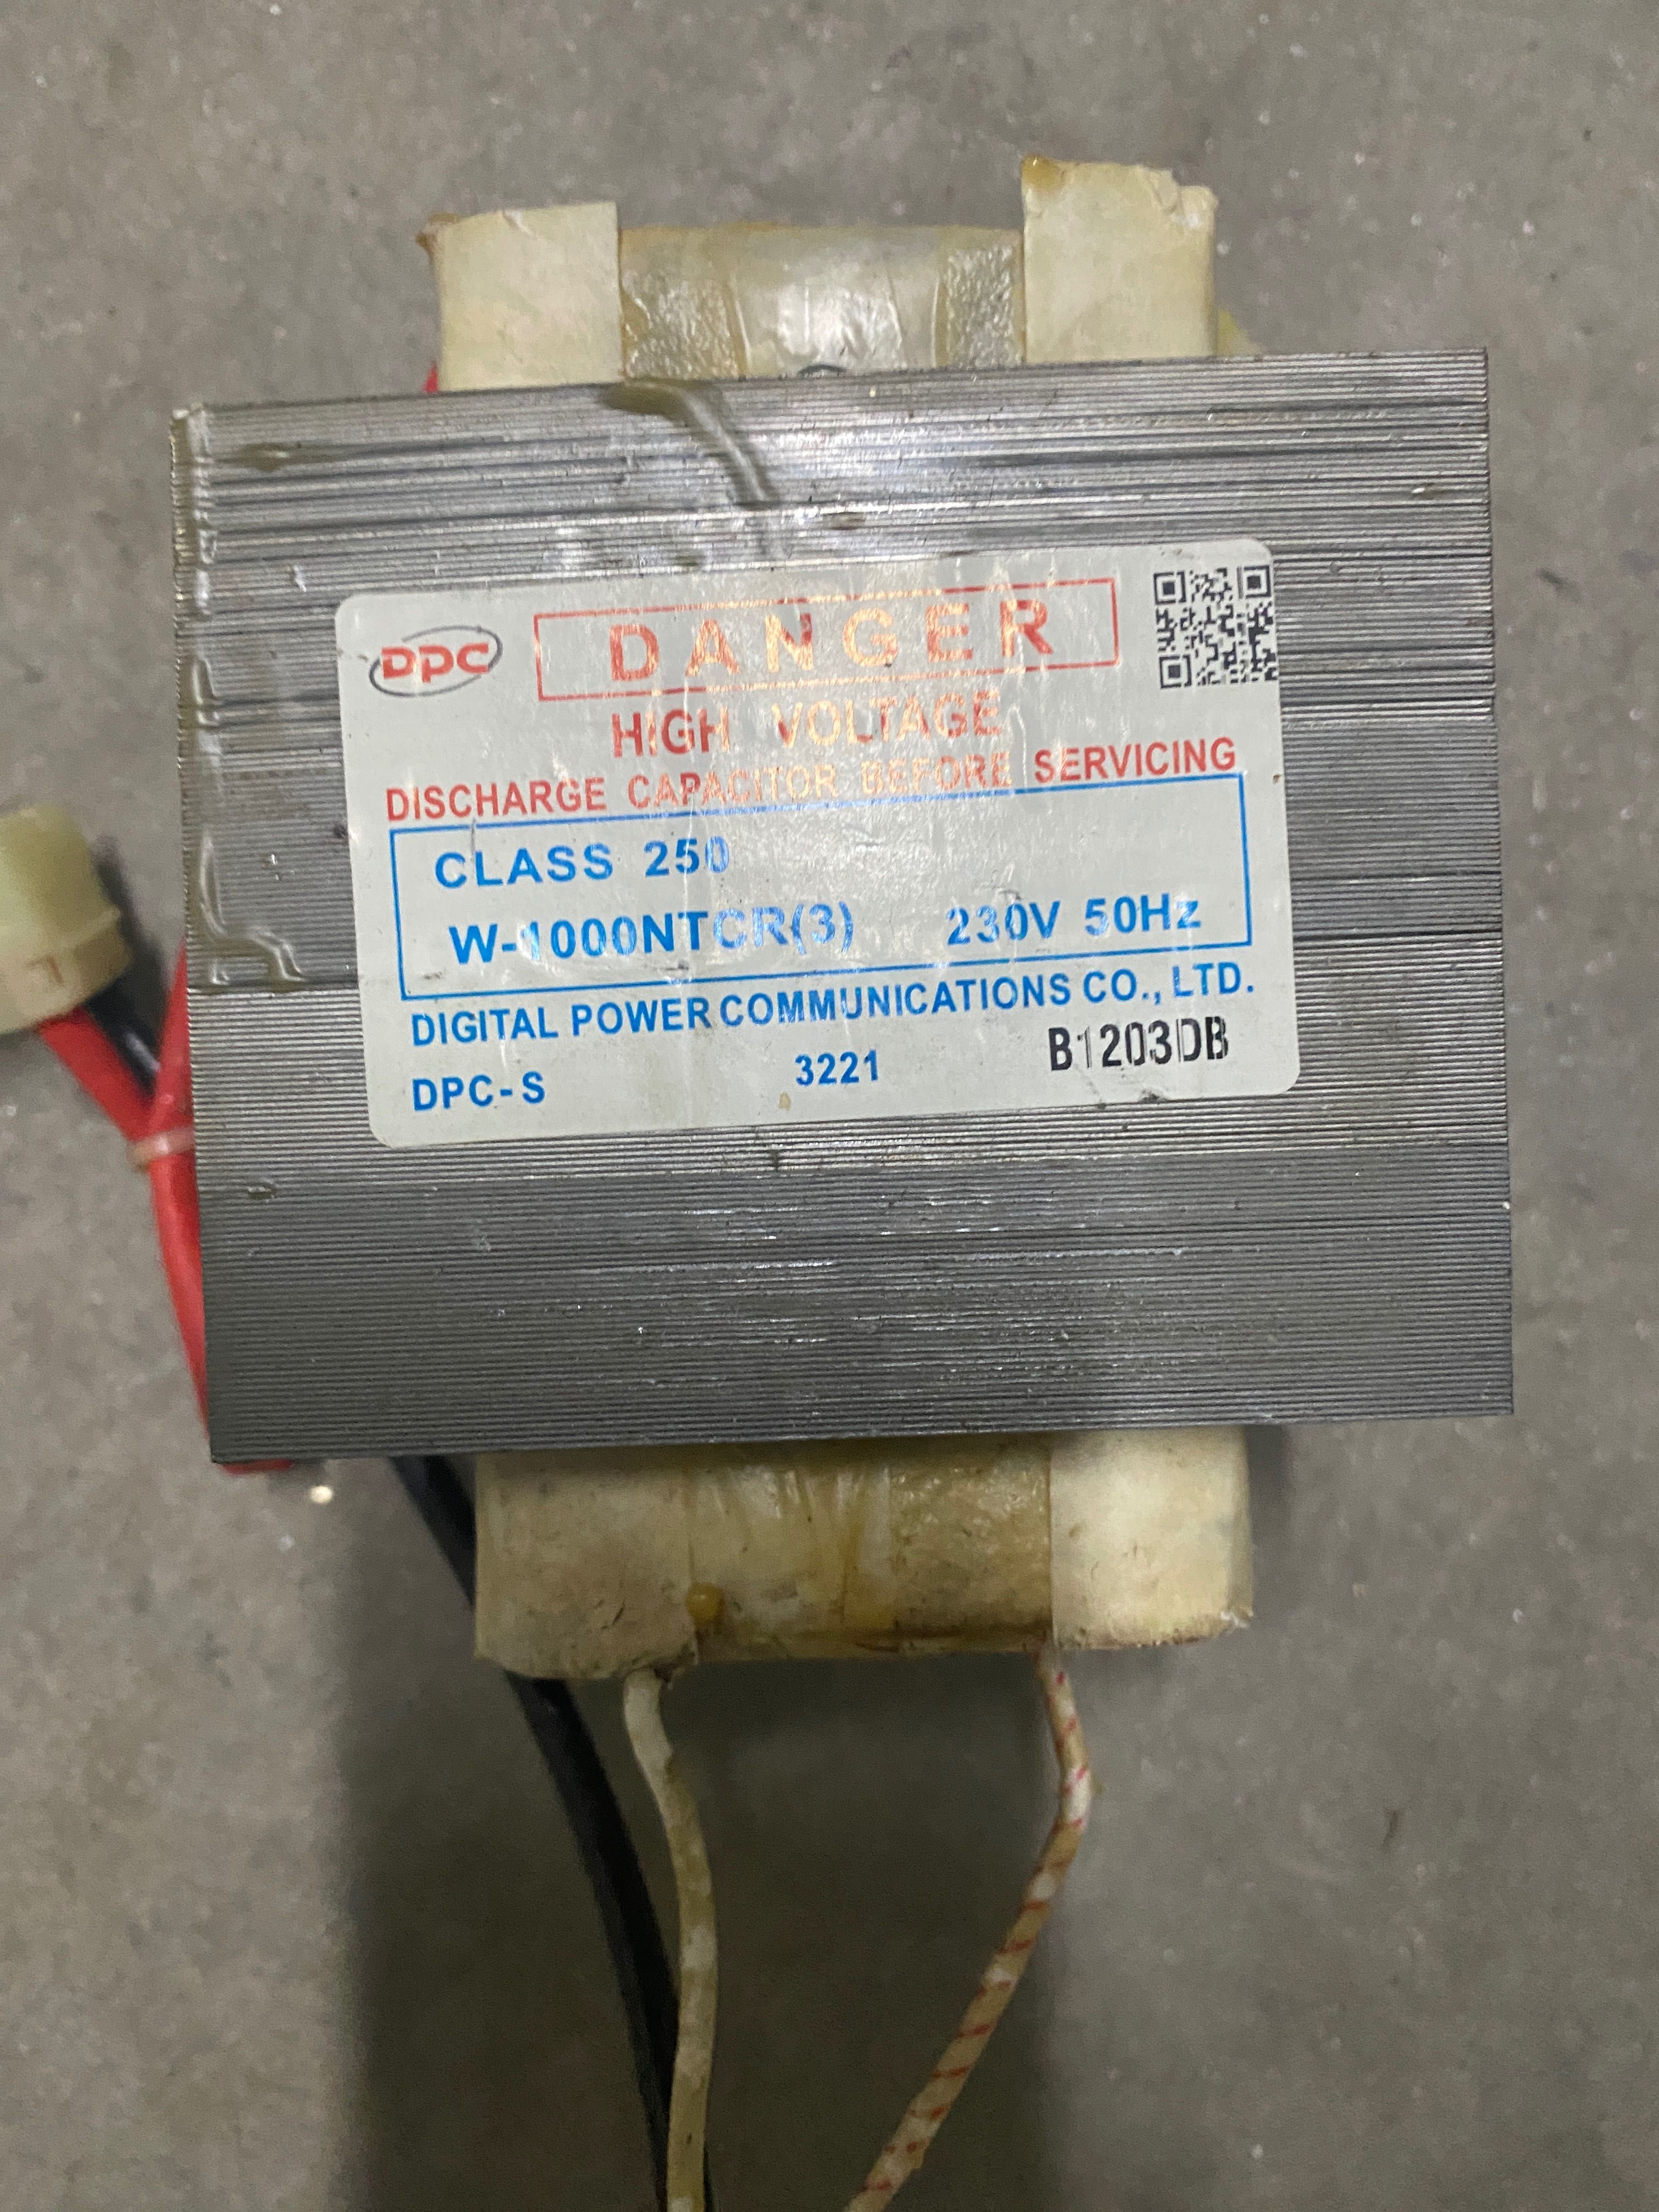 DPC DANGER
HIGH VOLTAGE
DISCHARGE CAPACITOR BEFORE SERVICING
CLASS 250
W-1000NTCR(3) 230V 50Hz
DIGITAL POWER COMMUNICATIONS CO., LTD.
DPC-S 3221 B1203DB